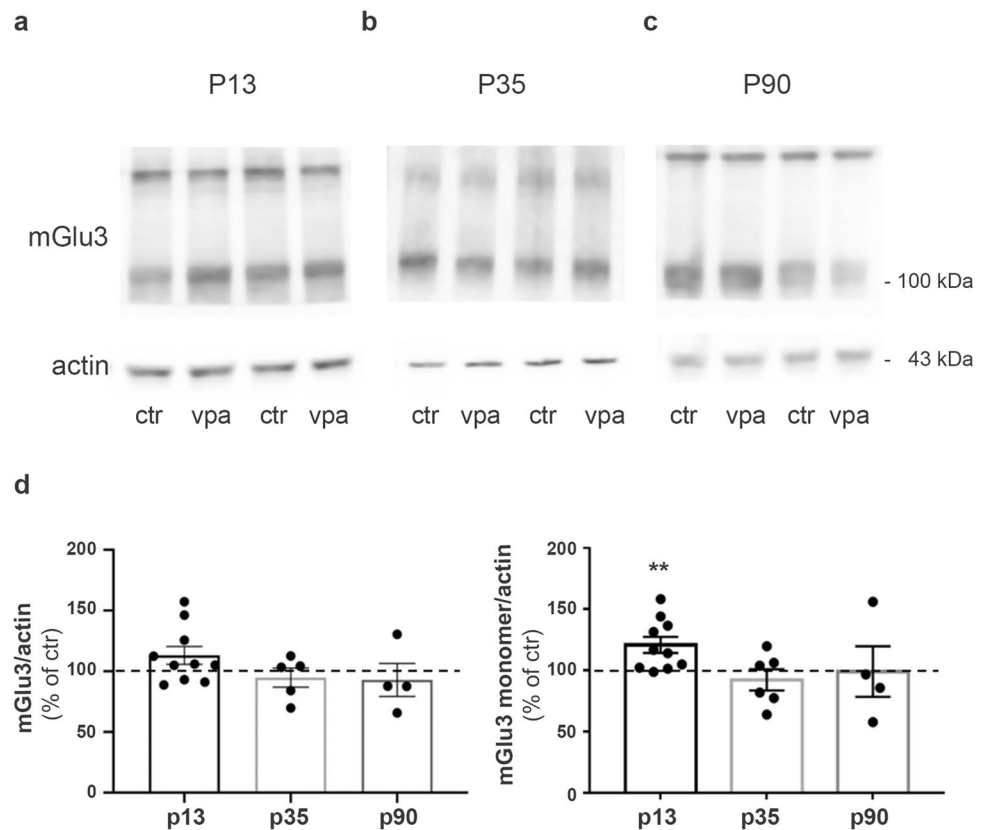 a b c
P13 P35 P90
mGlu3
- 100 kDa
actin
- 43 kDa
ctr vpa ctr vpa ctr vpa ctr vpa ctr vpa ctr vpa
d
mGlu3/actin
(% of ctr)
200
150
100
50
0
p13 p35 p90
mGlu3 monomer/actin
(% of ctr)
200
150
100
50
0
**
p13 p35 p90